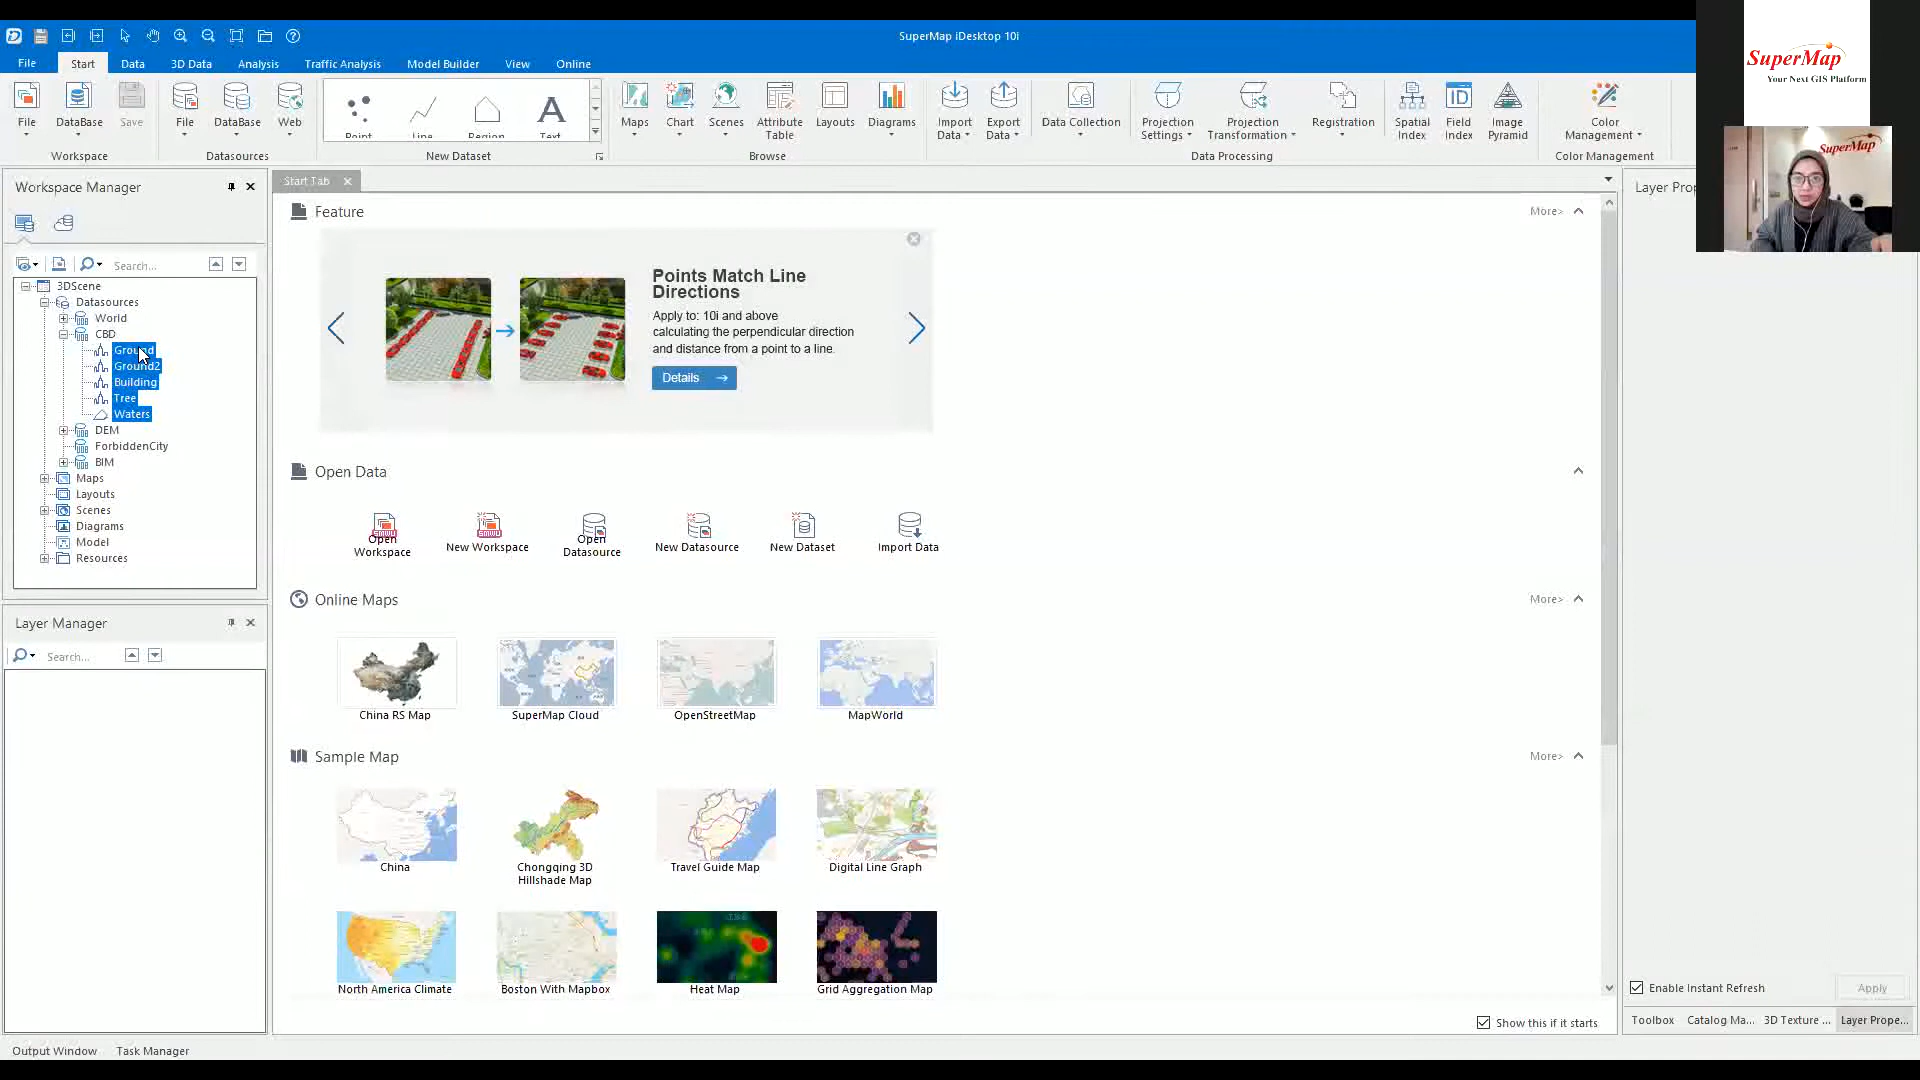 SuperMap iDesktop 10i
SuperMap
Your Next GIS Platform
SuperMap
File
Start
Data
3D Data
Analysis
Traffic Analysis
Model Builder
View
Online
File
DataBase
Save
Workspace
File
DataBase
Web
Datasources
Point
Line
Region
Text
New Dataset
Maps
Chart
Scenes
Attribute
Table
Layouts
Diagrams
Browse
Import
Data
Export
Data
Data Collection
Projection
Settings
Projection
Transformation
Registration
Spatial
Index
Field
Index
Image
Pyramid
Data Processing
Color
Management
Color Management
Workspace Manager
Search...
3DScene
Datasources
World
CBD
Ground
Ground2
Building
Tree
Waters
DEM
ForbiddenCity
BIM
Maps
Layouts
Scenes
Diagrams
Model
Resources
Layer Manager
Search...
Start Tab
Feature
More>
Points Match Line
Directions
Apply to: 10i and above
calculating the perpendicular direction
and distance from a point to a line.
Details
Open Data
Open
Workspace
New Workspace
Open
Datasource
New Datasource
New Dataset
Import Data
Online Maps
More>
China RS Map
SuperMap Cloud
OpenStreetMap
MapWorld
Sample Map
More>
China
Chongqing 3D
Hillshade Map
Travel Guide Map
Digital Line Graph
North America Climate
Boston With Mapbox
Heat Map
Grid Aggregation Map
Show this if it starts
Layer Prop
Enable Instant Refresh
Apply
Toolbox
Catalog Ma...
3D Texture ...
Layer Prope...
Output Window
Task Manager